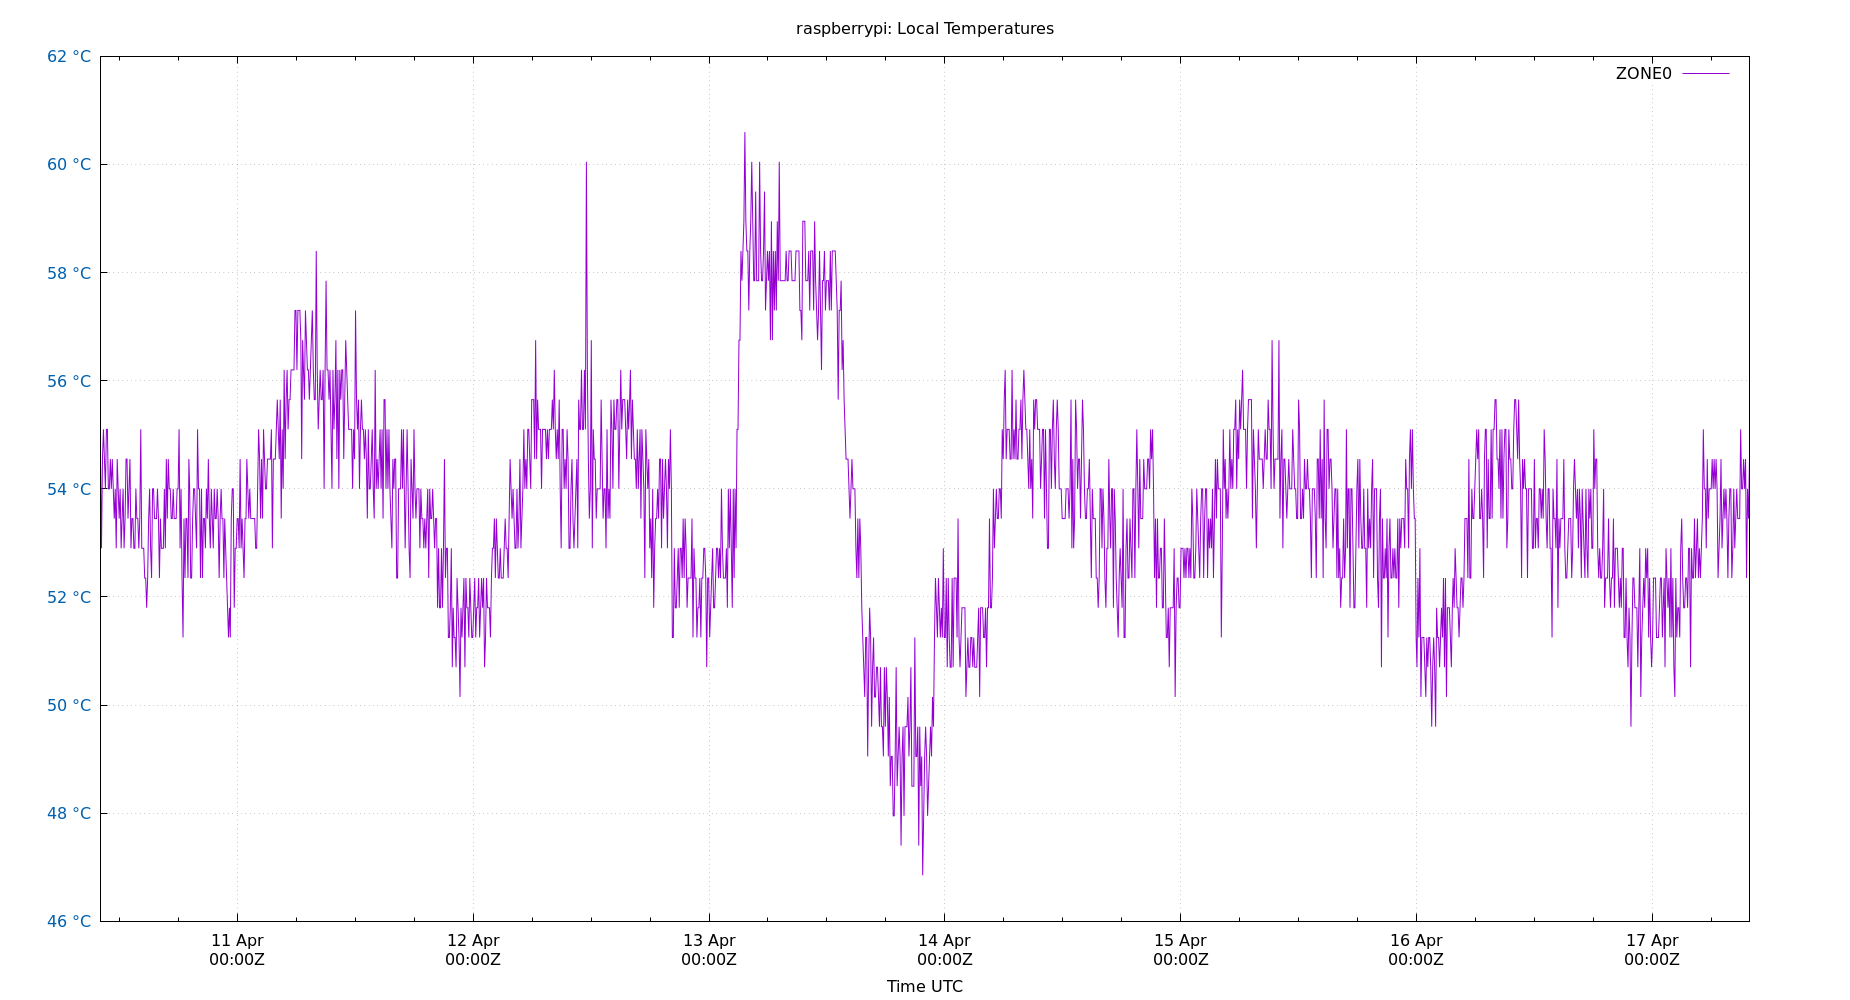 raspberrypi: Local Temperatures
62 °C
ZONE0
60 °C
58 °C
56 °C
54 °C
52 °C
50 °C
48 °C
46 °C
11 Apr 12 Apr 13 Apr 14 Apr 15 Apr 16 Apr 17 Apr
00:00Z 00:00Z 00:00Z 00:00Z 00:00Z 00:00Z 00:00Z
Time UTC